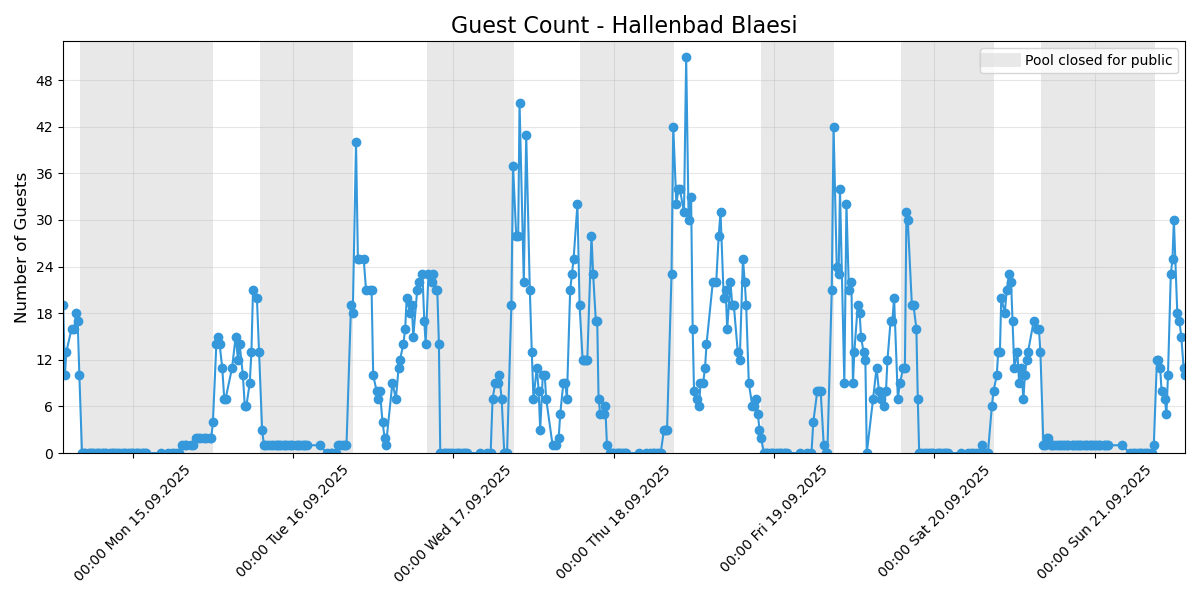 Guest Count - Hallenbad Blaesi
Pool closed for public
Number of Guests
48
42
36
30
24
18
12
6
0
00:00 Mon 15.09.2025
00:00 Tue 16.09.2025
00:00 Wed 17.09.2025
00:00 Thu 18.09.2025
00:00 Fri 19.09.2025
00:00 Sat 20.09.2025
00:00 Sun 21.09.2025